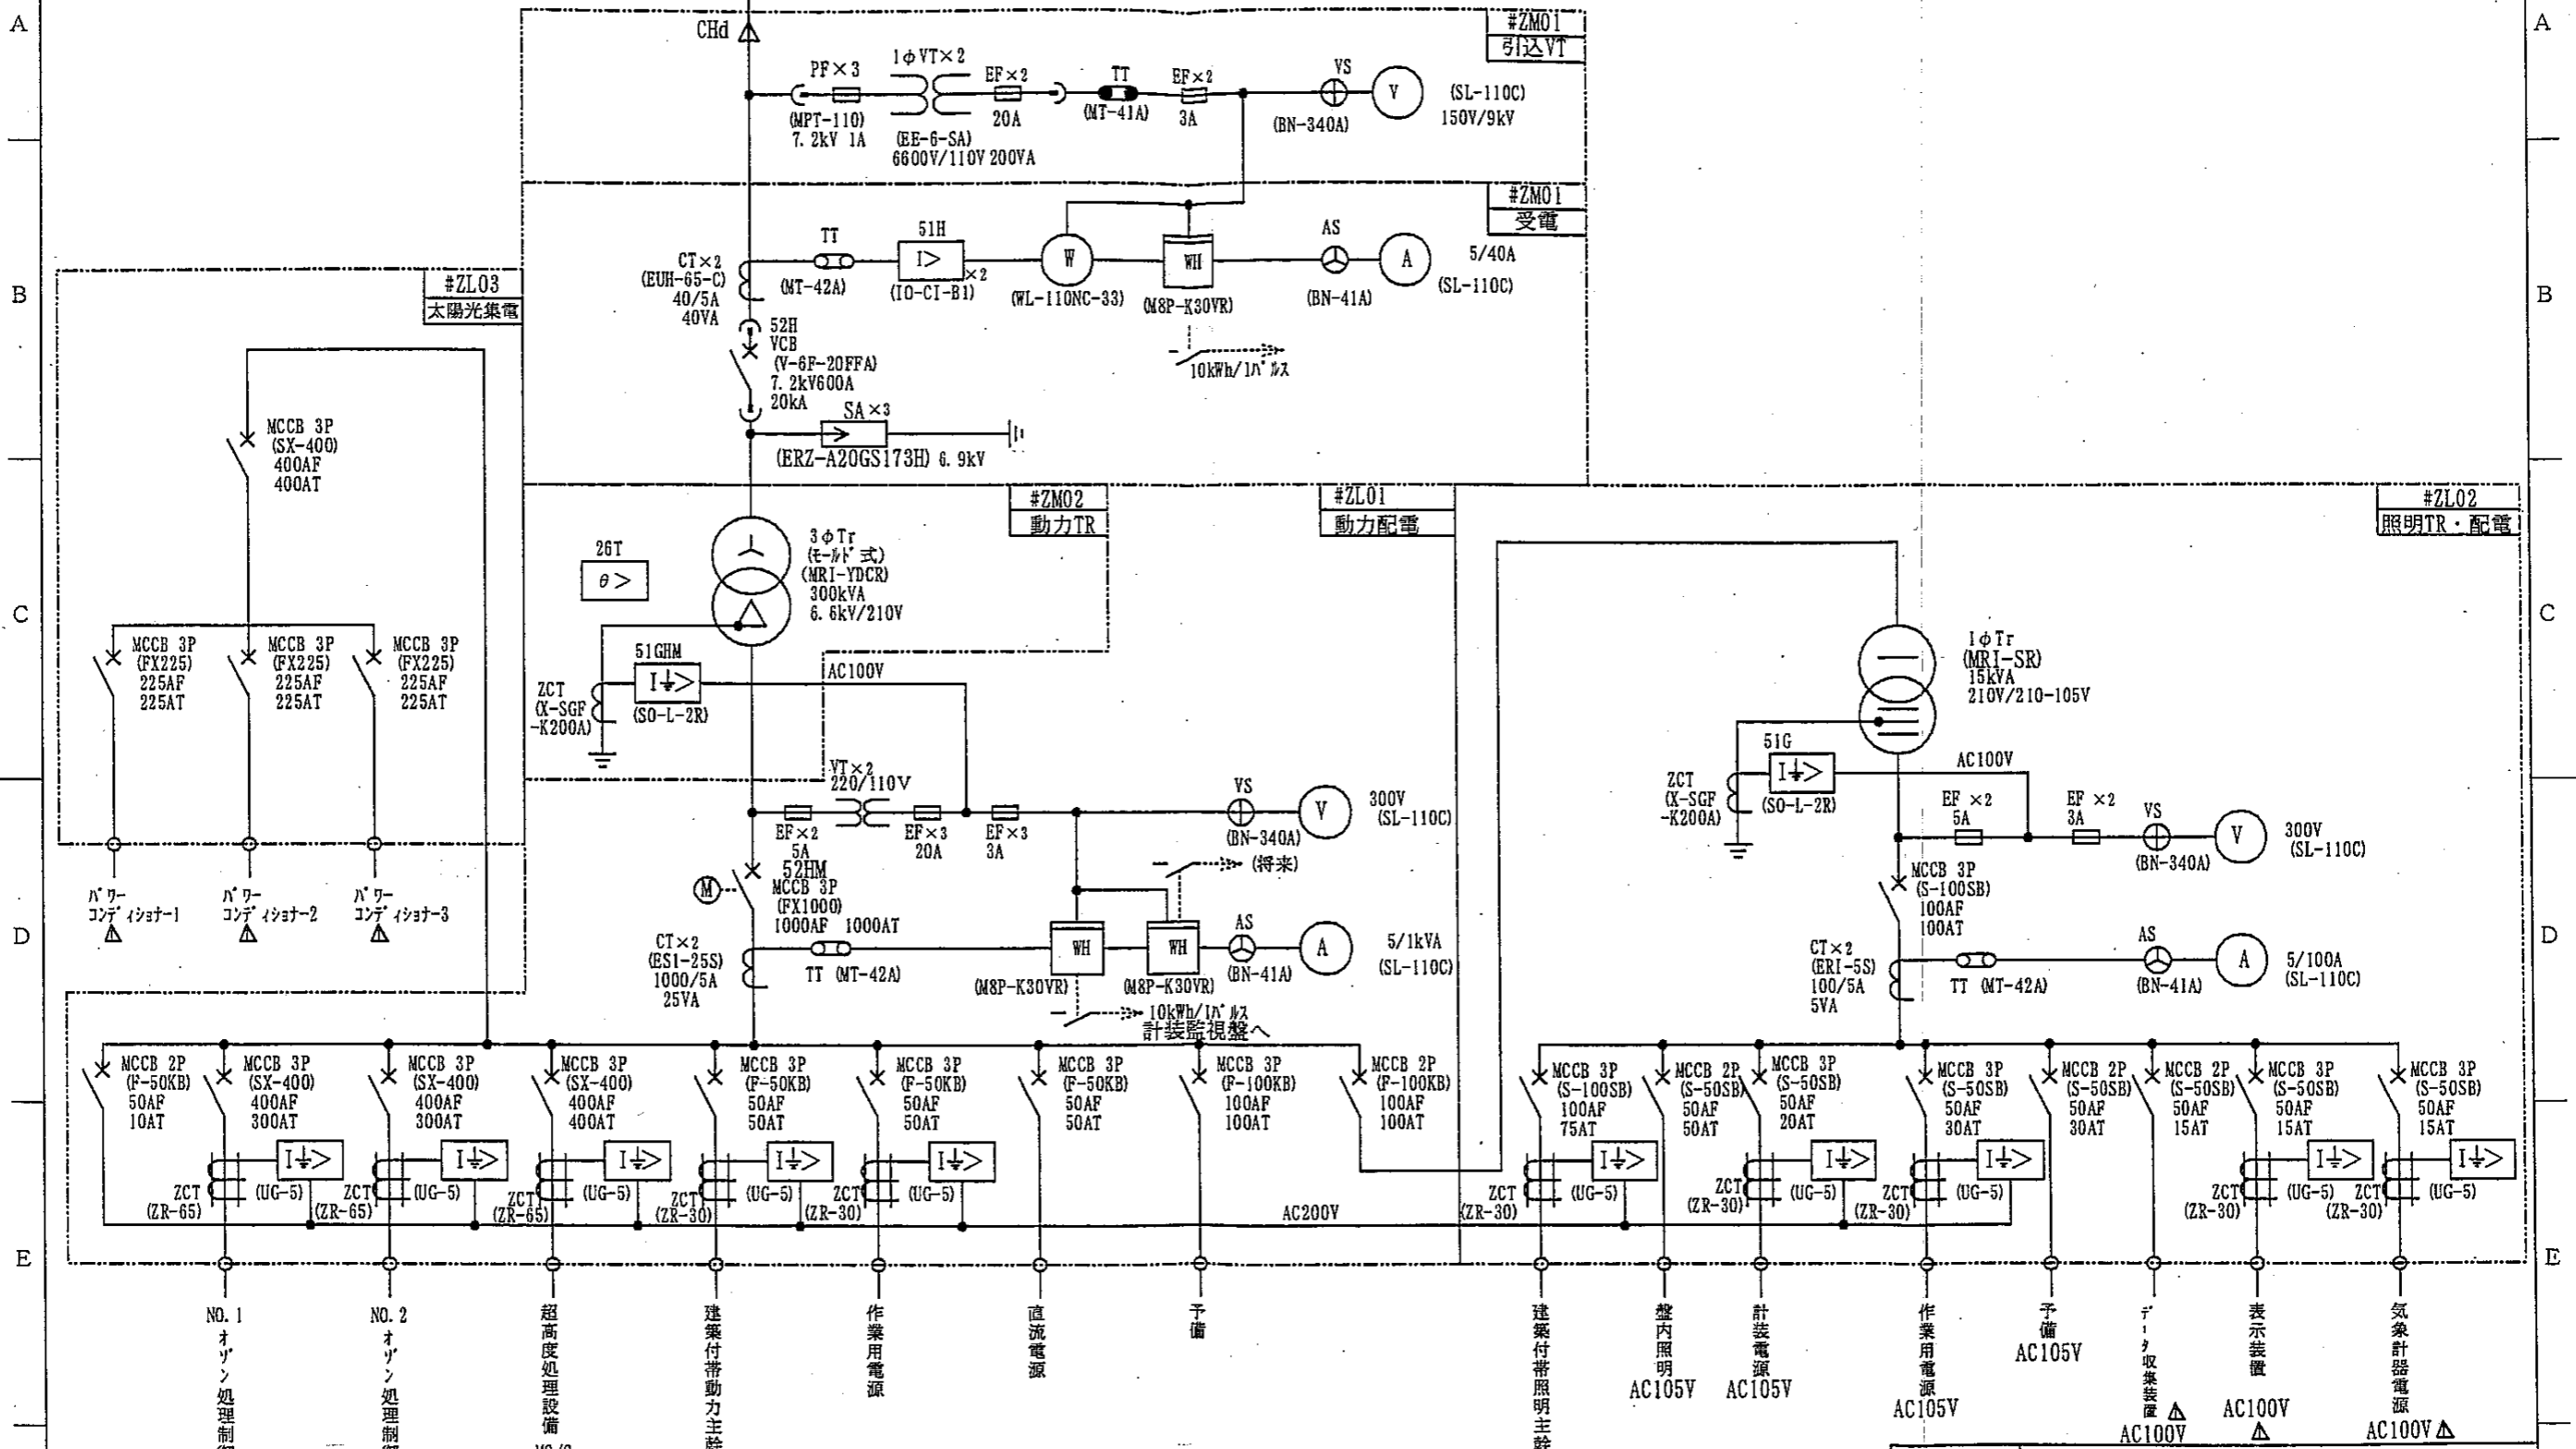 A
A
B
B
C
C
D
D
E
E
CHd
#ZM01
引込VT
PF×3
(MPT-110)
7.2kV 1A
1φVT×2
(EE-6-SA)
6600V/110V 200VA
EF×2
20A
TT
(MT-41A)
EF×2
3A
VS
(BN-340A)
V
(SL-110C)
150V/9kV
#ZM01
受電
CT×2
(EUH-65-C)
40/5A
40VA
TT
(MT-42A)
51H
I>
×2
(IO-CI-B1)
W
(WL-110NC-33)
WH
(M8P-K30VR)
10kWh/1パルス
AS
(BN-41A)
A
5/40A
(SL-110C)
52H
VCB
(V-6F-20FFA)
7.2kV600A
20kA
SA×3
(ERZ-A20GS173H) 6.9kV
#ZL03
太陽光集電
MCCB 3P
(SX-400)
400AF
400AT
MCCB 3P
(FX225)
225AF
225AT
MCCB 3P
(FX225)
225AF
225AT
MCCB 3P
(FX225)
225AF
225AT
パワー
コンディショナー1
パワー
コンディショナー2
パワー
コンディショナー3
#ZM02
動力TR
26T
θ>
3φTr
(モールド式)
(MRI-YDCR)
300kVA
6.6kV/210V
51GHM
I⏚>
(SO-L-2R)
ZCT
(X-SGF
-K200A)
AC100V
#ZL01
動力配電
VT×2
220/110V
EF×2
5A
EF×3
20A
EF×3
3A
VS
(BN-340A)
V
300V
(SL-110C)
52HM
MCCB 3P
(FX1000)
1000AF 1000AT
M
CT×2
(ES1-25S)
1000/5A
25VA
TT (MT-42A)
WH
(M8P-K30VR)
WH
(M8P-K30VR)
(将来)
10kWh/1パルス
計装監視盤へ
AS
(BN-41A)
A
5/1kVA
(SL-110C)
#ZL02
照明TR・配電
1φTr
(MRI-SR)
15kVA
210V/210-105V
51G
I⏚>
(SO-L-2R)
ZCT
(X-SGF
-K200A)
AC100V
EF ×2
5A
EF ×2
3A
VS
(BN-340A)
V
300V
(SL-110C)
MCCB 3P
(S-100SB)
100AF
100AT
CT×2
(ERI-5S)
100/5A
5VA
TT (MT-42A)
AS
(BN-41A)
A
5/100A
(SL-110C)
MCCB 2P
(F-50KB)
50AF
10AT
MCCB 3P
(SX-400)
400AF
300AT
MCCB 3P
(SX-400)
400AF
300AT
MCCB 3P
(SX-400)
400AF
400AT
MCCB 3P
(F-50KB)
50AF
50AT
MCCB 3P
(F-50KB)
50AF
50AT
MCCB 3P
(F-50KB)
50AF
50AT
MCCB 3P
(F-100KB)
100AF
100AT
MCCB 2P
(F-100KB)
100AF
100AT
MCCB 3P
(S-100SB)
100AF
75AT
MCCB 2P
(S-50SB)
50AF
50AT
MCCB 3P
(S-50SB)
50AF
20AT
MCCB 3P
(S-50SB)
50AF
30AT
MCCB 2P
(S-50SB)
50AF
30AT
MCCB 2P
(S-50SB)
50AF
15AT
MCCB 3P
(S-50SB)
50AF
15AT
MCCB 3P
(S-50SB)
50AF
15AT
I⏚>
ZCT
(ZR-65)
(UG-5)
I⏚>
ZCT
(ZR-65)
(UG-5)
I⏚>
ZCT
(ZR-65)
(UG-5)
I⏚>
ZCT
(ZR-30)
(UG-5)
I⏚>
ZCT
(ZR-30)
(UG-5)
AC200V
I⏚>
ZCT
(ZR-30)
(UG-5)
I⏚>
ZCT
(ZR-30)
(UG-5)
I⏚>
ZCT
(ZR-30)
(UG-5)
I⏚>
ZCT
(ZR-30)
(UG-5)
I⏚>
ZCT
(ZR-30)
(UG-5)
NO.1
オゾン処理制
NO.2
オゾン処理制
超高度処理設備
建築付帯動力主幹
作業用電源
直流電源
予備
建築付帯照明主幹
盤内照明
AC105V
計装電源
AC105V
作業用電源
AC105V
予備
AC105V
データ収集装置
AC100V
表示装置
AC100V
気象計器電源
AC100V